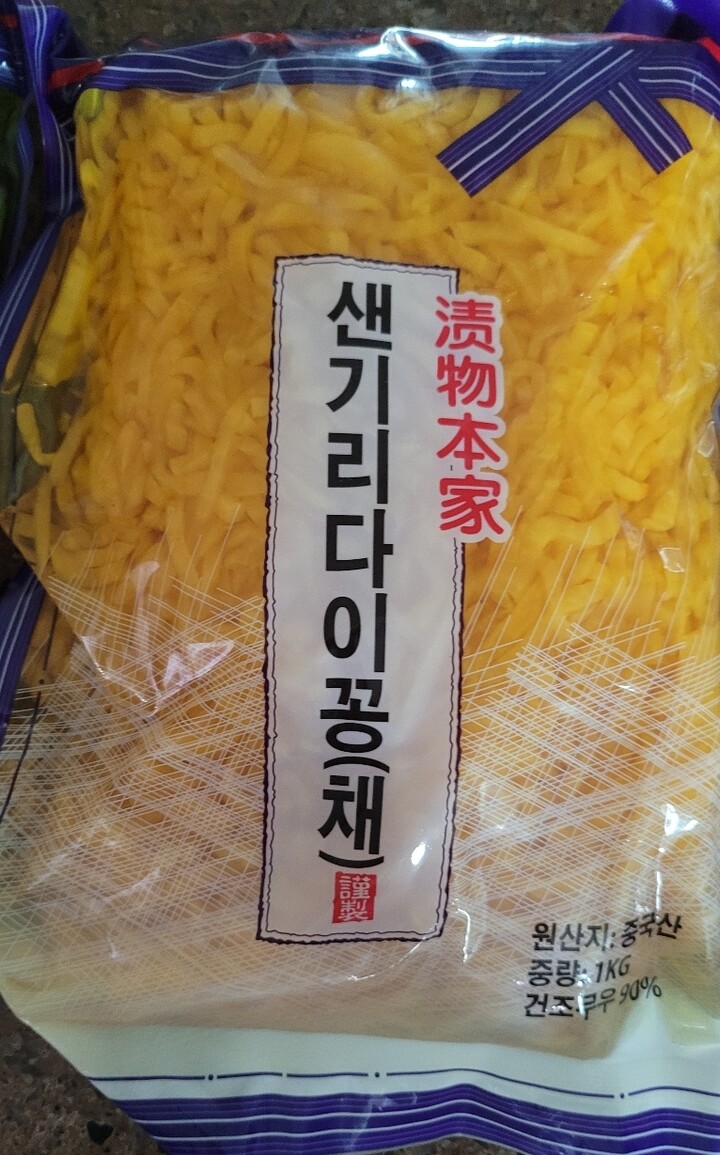 샌기리다이꽁(채)
漬物本家
謹製
원산지: 중국산
중량: 1KG
건조무우 90%